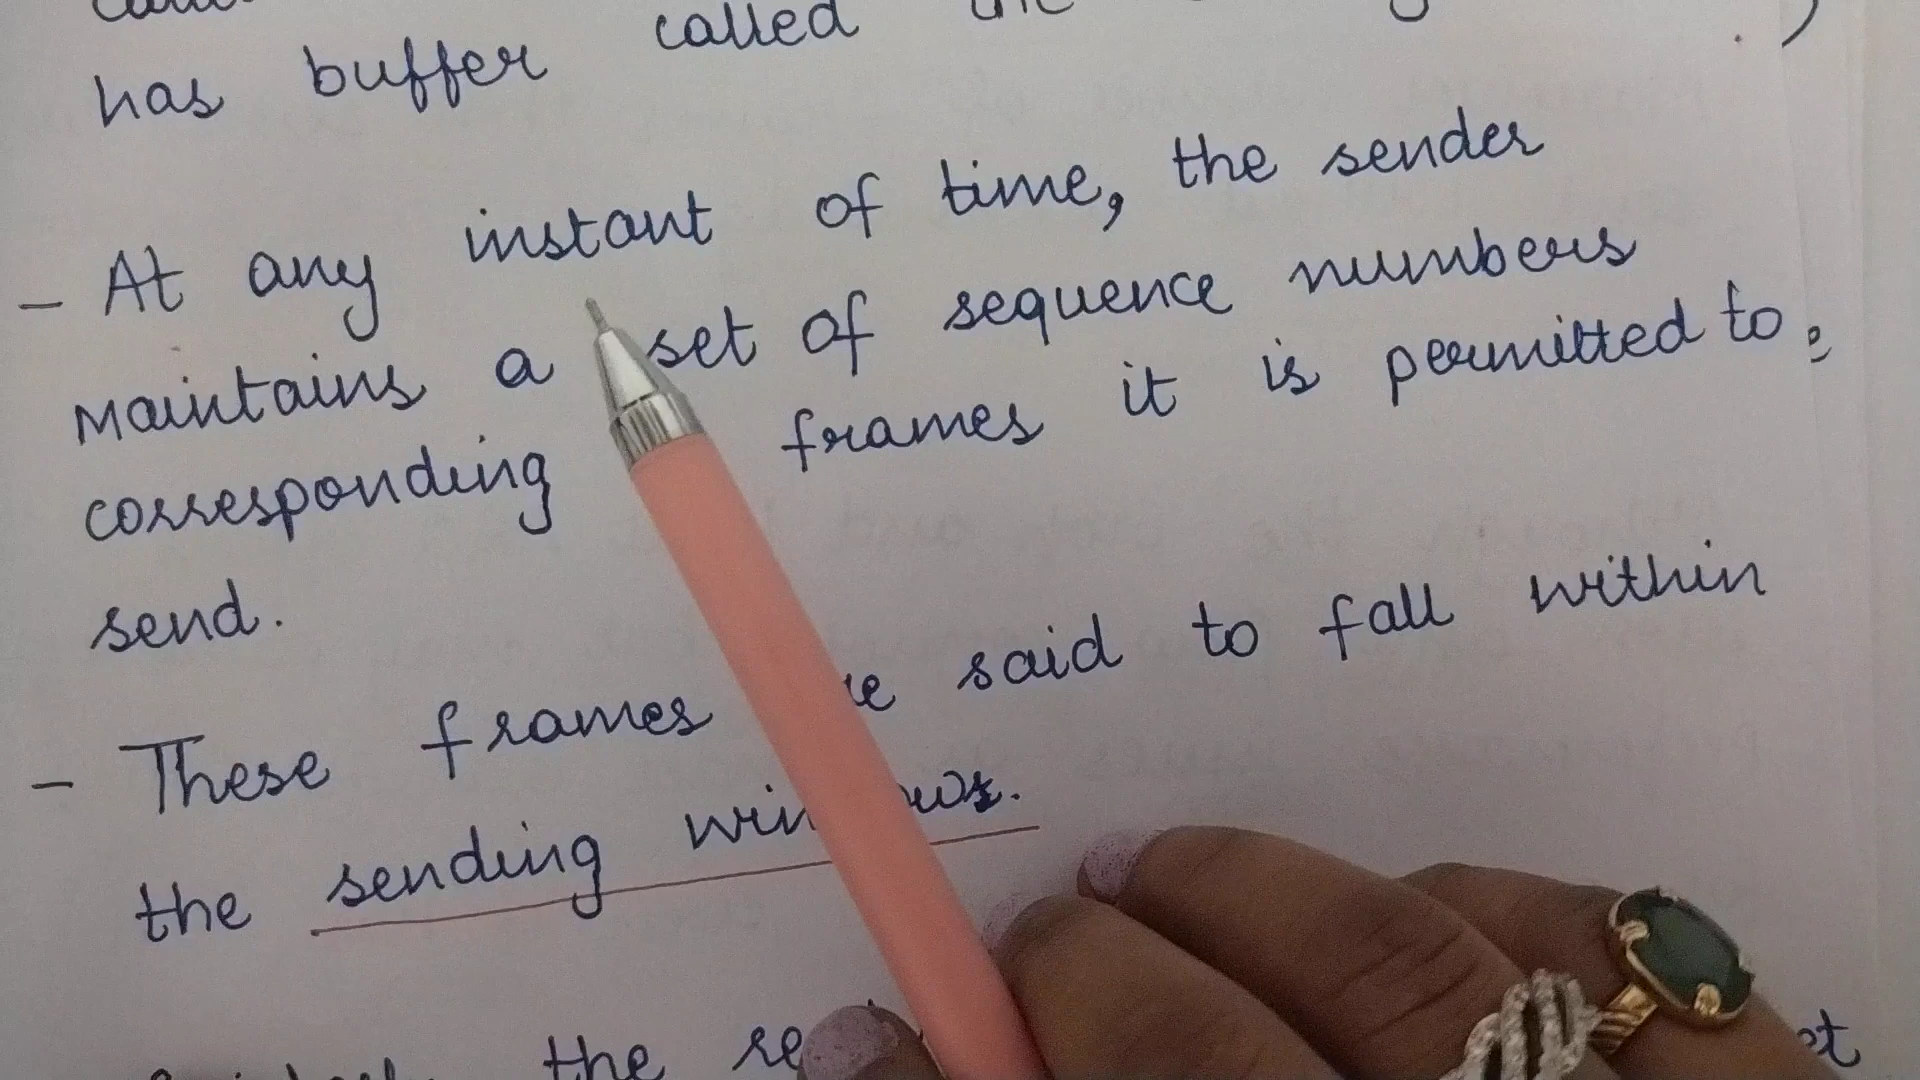 has buffer called the
- At any instant of time, the sender
maintains a set of sequence numbers
corresponding frames it is permitted to
send.
- These frames said to fall within
the sending
the